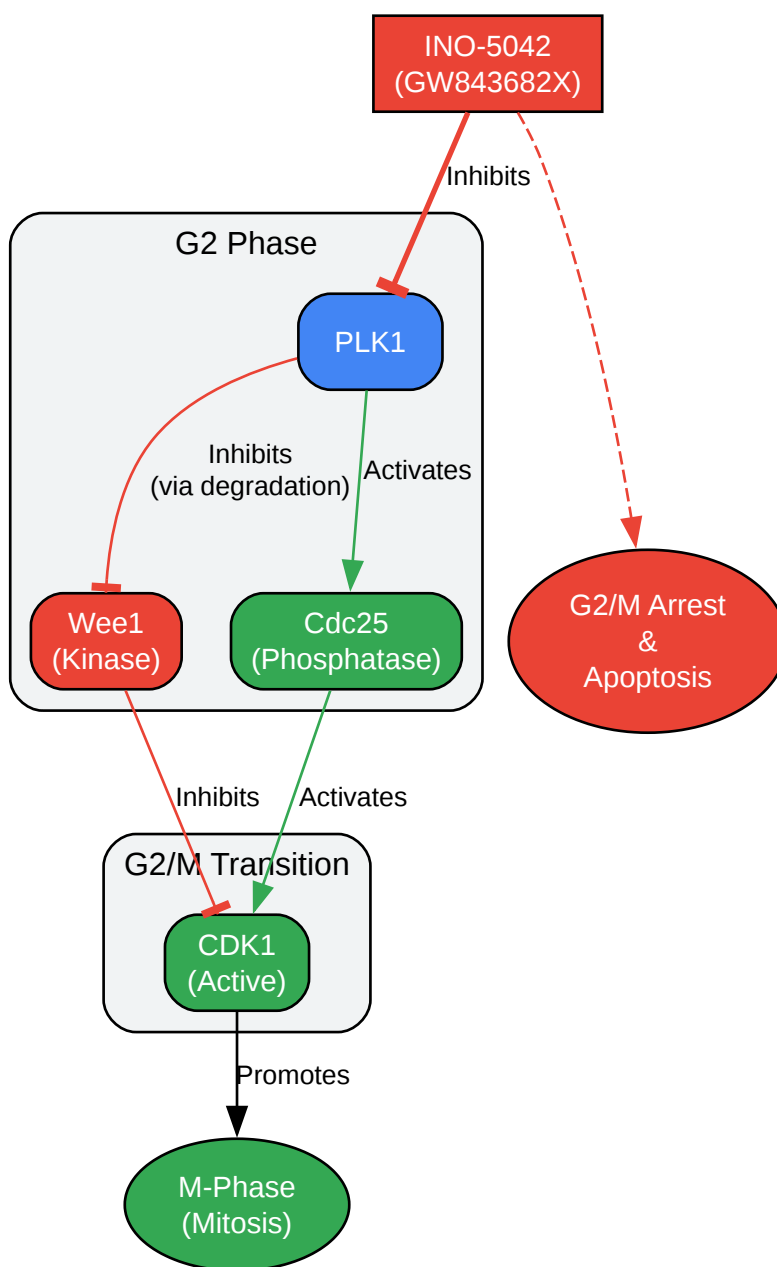 INO-5042
(GW843682X)
Inhibits
G2 Phase
PLK1
Inhibits
(via degradation)
Activates
Wee1
(Kinase)
Cdc25
(Phosphatase)
G2/M Arrest
&
Apoptosis
Inhibits
Activates
G2/M Transition
CDK1
(Active)
Promotes
M-Phase
(Mitosis)